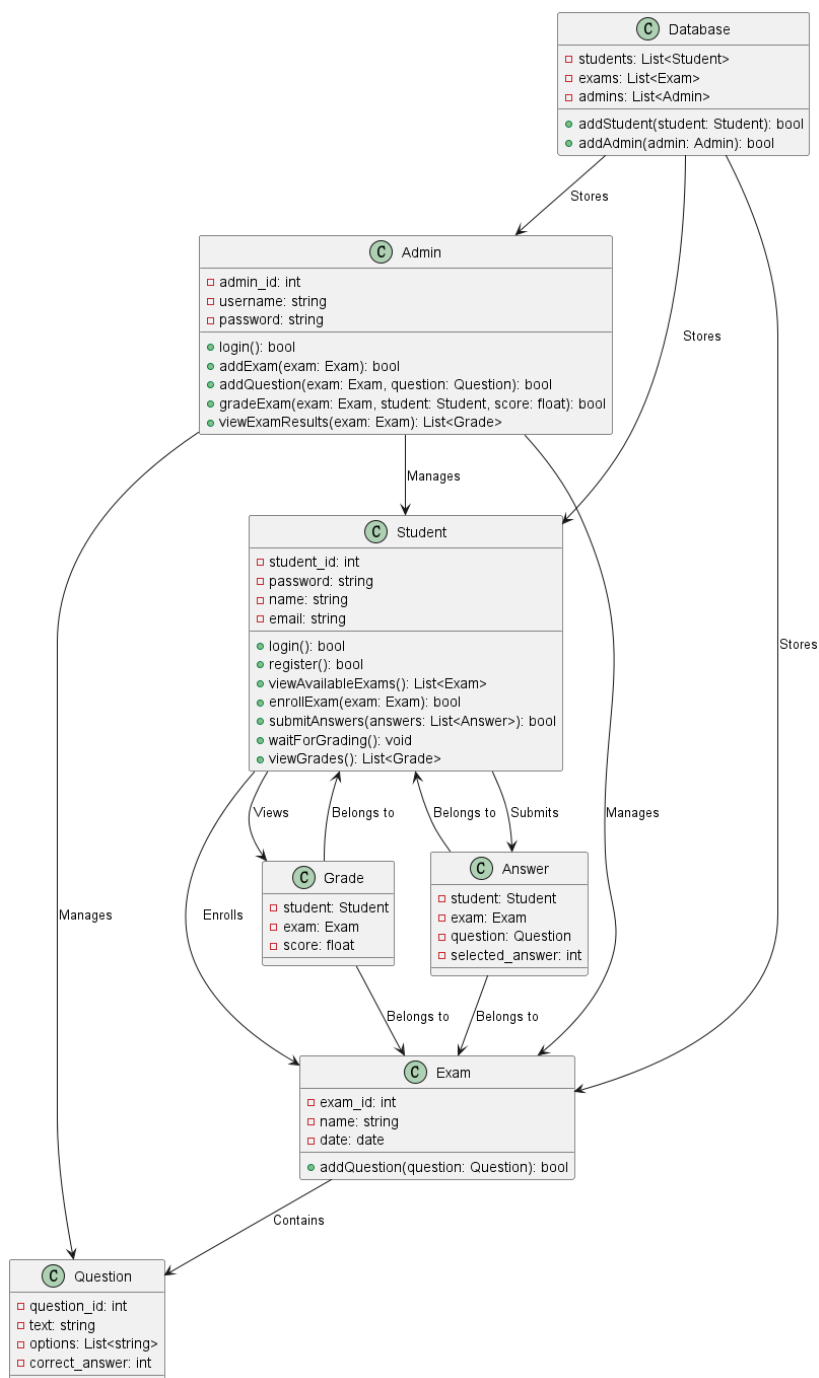 C Database
students: List<Student>
exams: List<Exam>
admins: List<Admin>
addStudent(student: Student): bool
addAdmin(admin: Admin): bool
Stores
C Admin
admin_id: int
username: string
password: string
login(): bool
addExam(exam: Exam): bool
addQuestion(exam: Exam, question: Question): bool
gradeExam(exam: Exam, student: Student, score: float): bool
viewExamResults(exam: Exam): List<Grade>
Stores
Manages
C Student
student_id: int
password: string
name: string
email: string
login(): bool
register(): bool
viewAvailableExams(): List<Exam>
enrollExam(exam: Exam): bool
submitAnswers(answers: List<Answer>): bool
waitForGrading(): void
viewGrades(): List<Grade>
Stores
Views
Belongs to
Belongs to
Submits
Manages
C Grade
student: Student
exam: Exam
score: float
C Answer
student: Student
exam: Exam
question: Question
selected_answer: int
Manages
Enrolls
Belongs to
Belongs to
C Exam
exam_id: int
name: string
date: date
addQuestion(question: Question): bool
Contains
C Question
question_id: int
text: string
options: List<string>
correct_answer: int